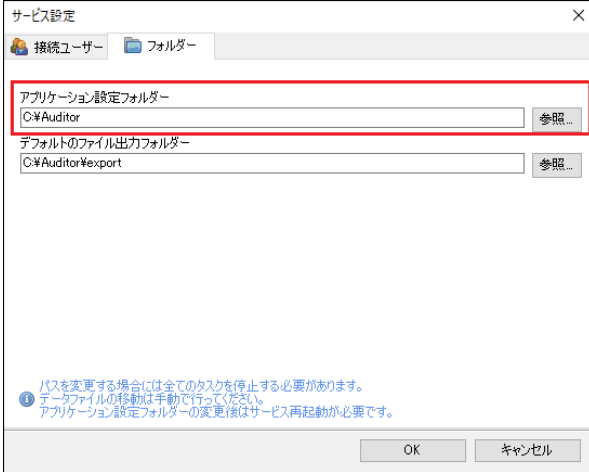 サービス設定
接続ユーザー フォルダー
アプリケーション設定フォルダー
C:¥Auditor 参照...
デフォルトのファイル出力フォルダー
C:¥Auditor¥export 参照...
パスを変更する場合には全てのタスクを停止する必要があります。
データファイルの移動は手動で行ってください。
アプリケーション設定フォルダーの変更後はサービス再起動が必要です。
OK キャンセル